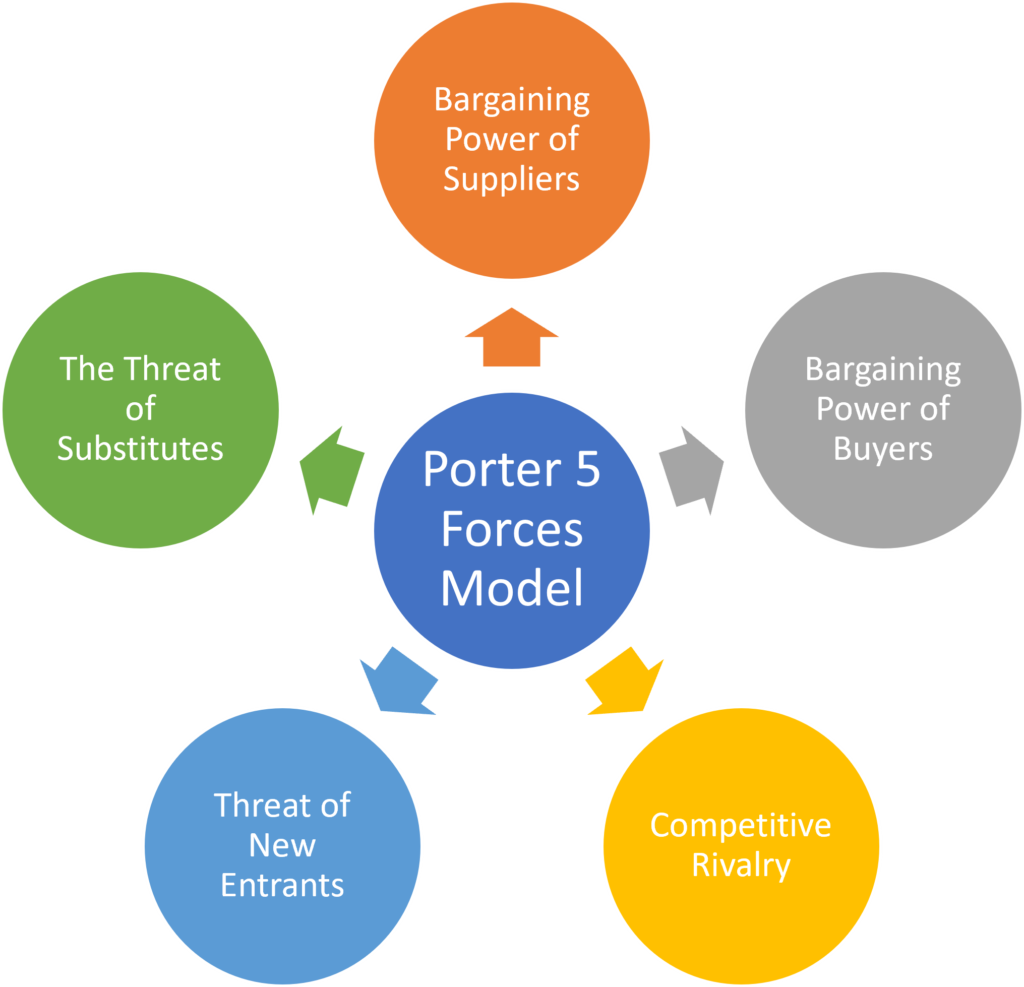 Bargaining
Power of
Suppliers
The Threat
of
Substitutes
Bargaining
Power of
Buyers
Porter 5
Forces
Model
Threat of
New
Entrants
Competitive
Rivalry